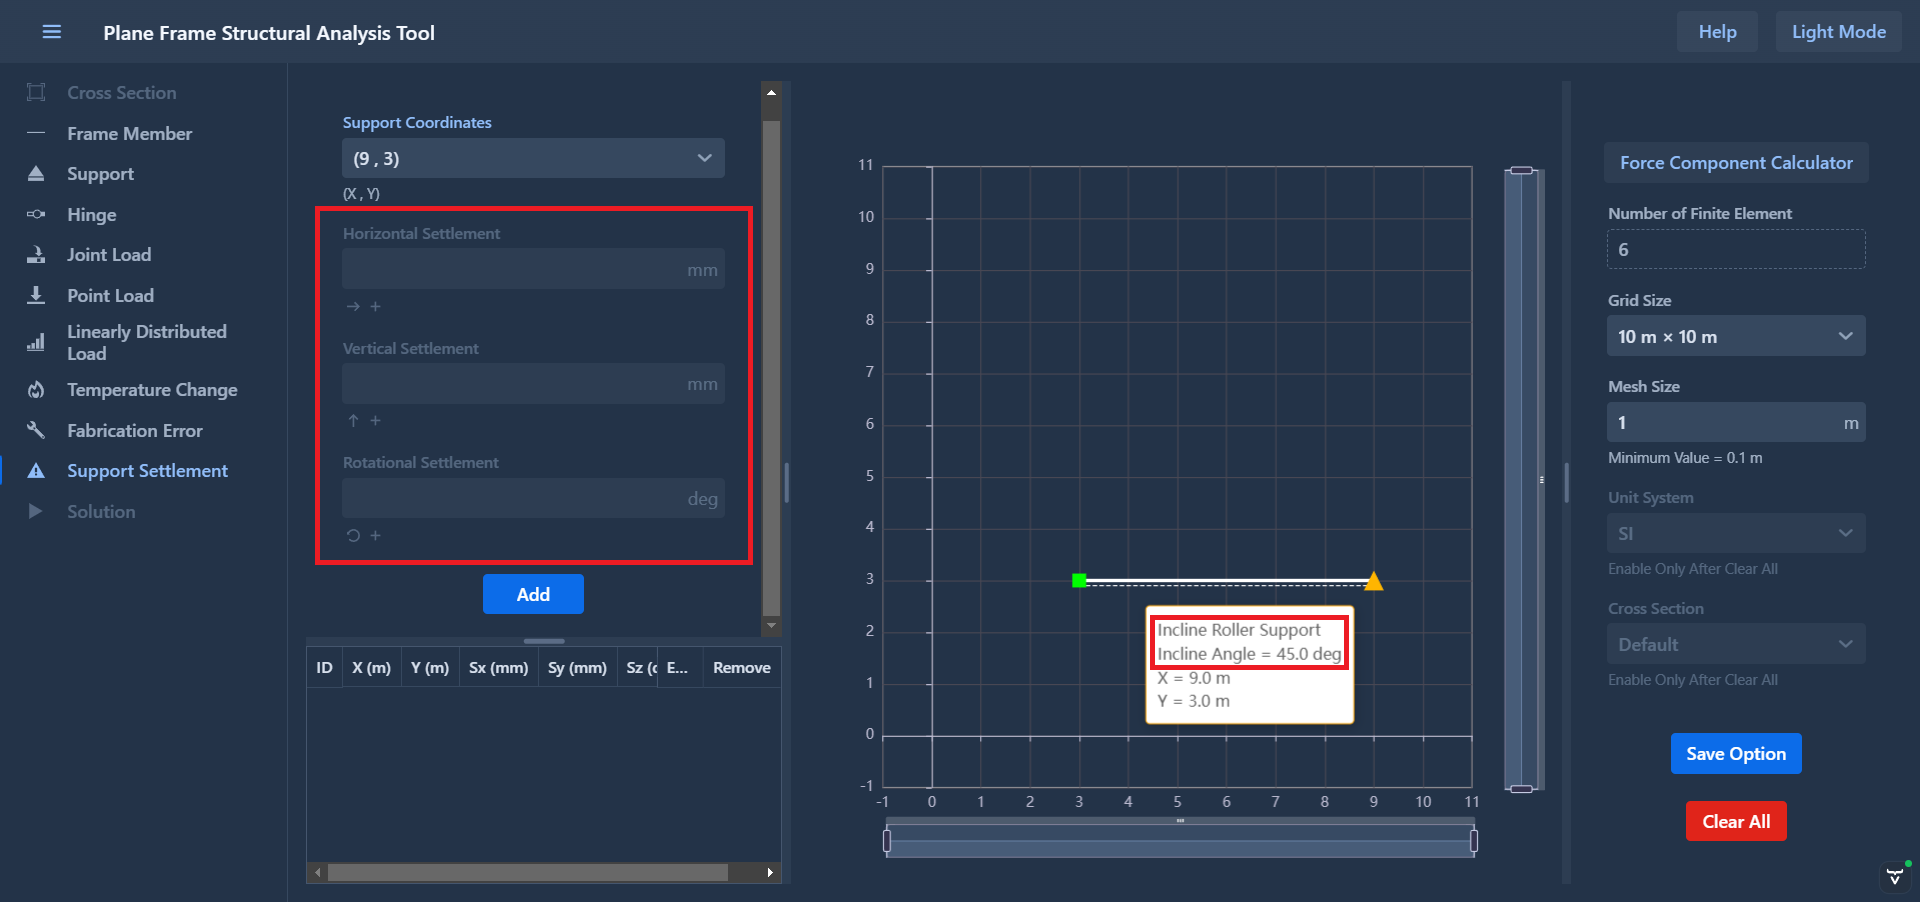 Plane Frame Structural Analysis Tool
Help
Light Mode
Cross Section
Frame Member
Support
Hinge
Joint Load
Point Load
Linearly Distributed
Load
Temperature Change
Fabrication Error
Support Settlement
Solution
Support Coordinates
(9 , 3)
(X , Y)
Horizontal Settlement
mm
Vertical Settlement
mm
Rotational Settlement
deg
Add
ID X (m) Y (m) Sx (mm) Sy (mm) Sz (c E... Remove
11
10
9
8
7
6
5
4
3
2
1
0
-1
-1 0 1 2 3 4 5 6 7 8 9 10 11
Incline Roller Support
Incline Angle = 45.0 deg
X = 9.0 m
Y = 3.0 m
Force Component Calculator
Number of Finite Element
6
Grid Size
10 m × 10 m
Mesh Size
1 m
Minimum Value = 0.1 m
Unit System
SI
Enable Only After Clear All
Cross Section
Default
Enable Only After Clear All
Save Option
Clear All